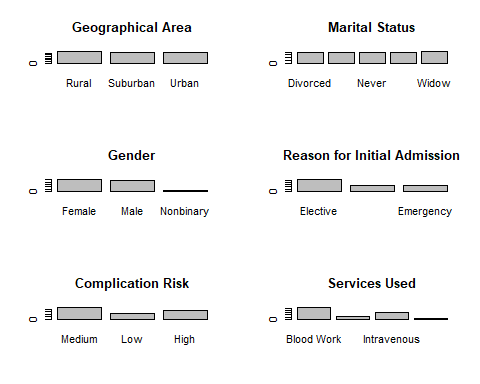 Geographical Area
Rural Suburban Urban
Marital Status
Divorced Never Widow
Gender
Female Male Nonbinary
Reason for Initial Admission
Elective Emergency
Complication Risk
Medium Low High
Services Used
Blood Work Intravenous